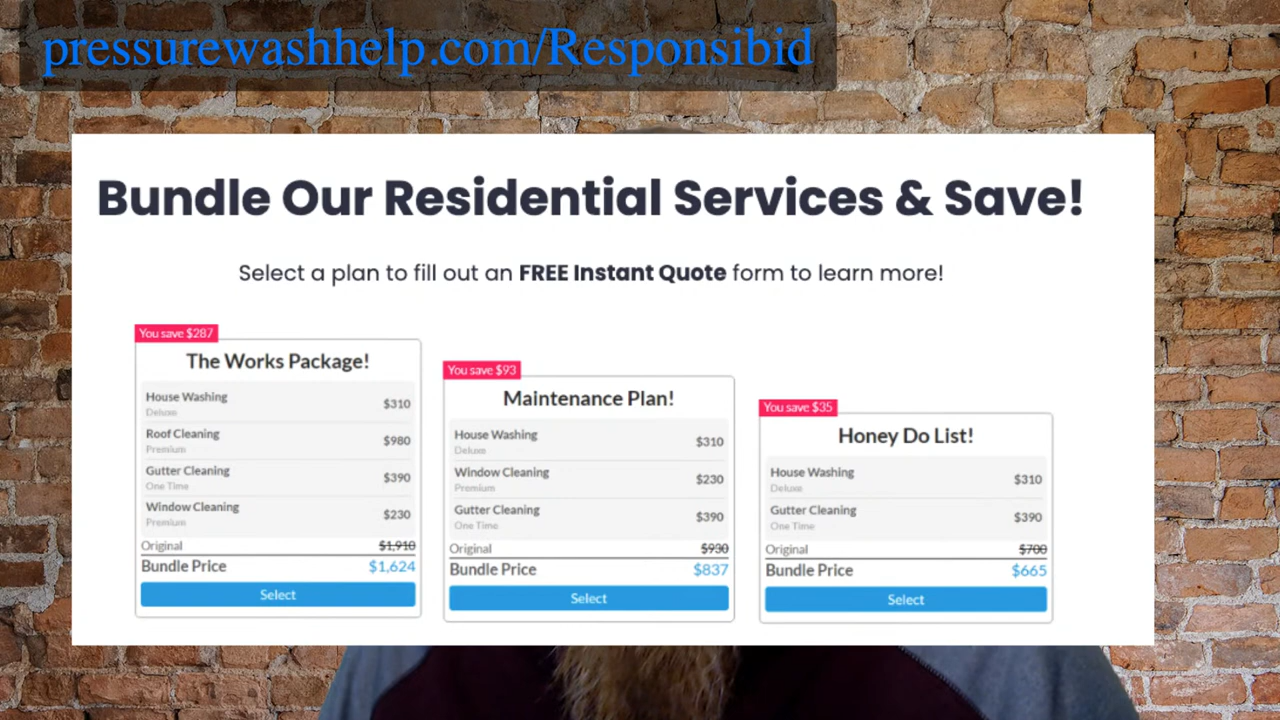 pressurewashhelp.com/Responsibid
Bundle Our Residential Services & Save!
Select a plan to fill out an FREE Instant Quote form to learn more!
You save $287
The Works Package!
House Washing $310
Deluxe
Roof Cleaning $980
Premium
Gutter Cleaning $390
One Time
Window Cleaning $230
Premium
Original $1,910
Bundle Price $1,624
Select
You save $93
Maintenance Plan!
House Washing $310
Deluxe
Window Cleaning $230
Premium
Gutter Cleaning $390
One Time
Original $930
Bundle Price $837
Select
You save $35
Honey Do List!
House Washing $310
Deluxe
Gutter Cleaning $390
One Time
Original $700
Bundle Price $665
Select